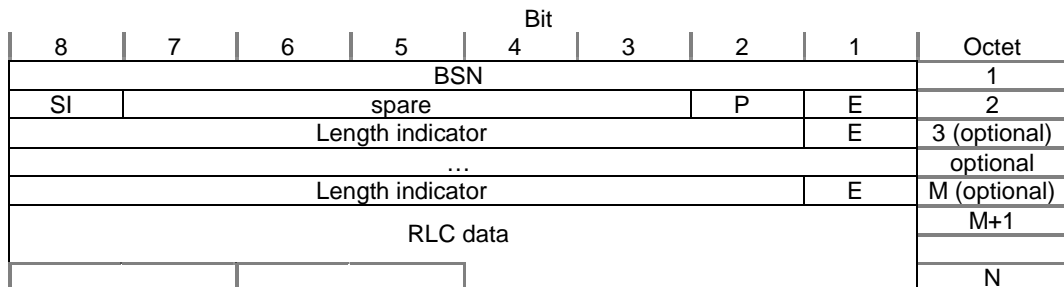 Bit
8 7 6 5 4 3 2 1 Octet
BSN 1
SI spare P E 2
Length indicator E 3 (optional)
… optional
Length indicator E M (optional)
RLC data M+1
N